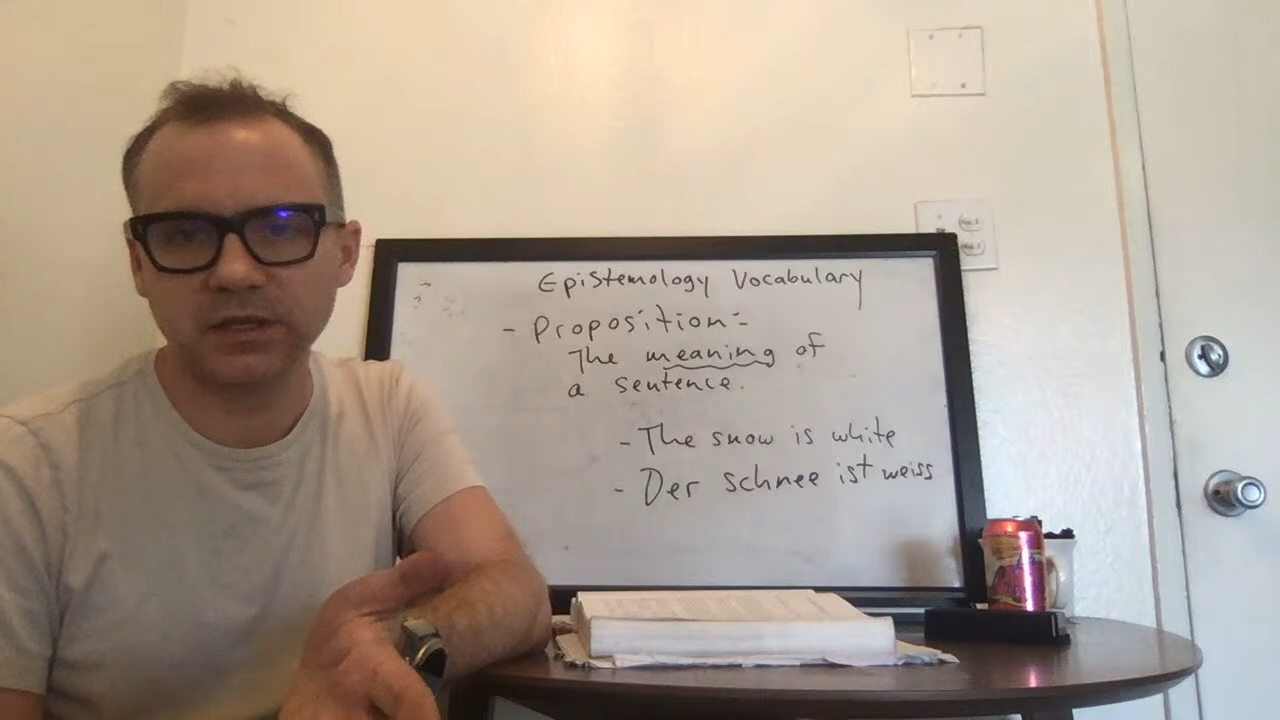 Epistemology Vocabulary
- Proposition:-
The meaning of
a sentence.
- The snow is white
- Der schnee ist weiss